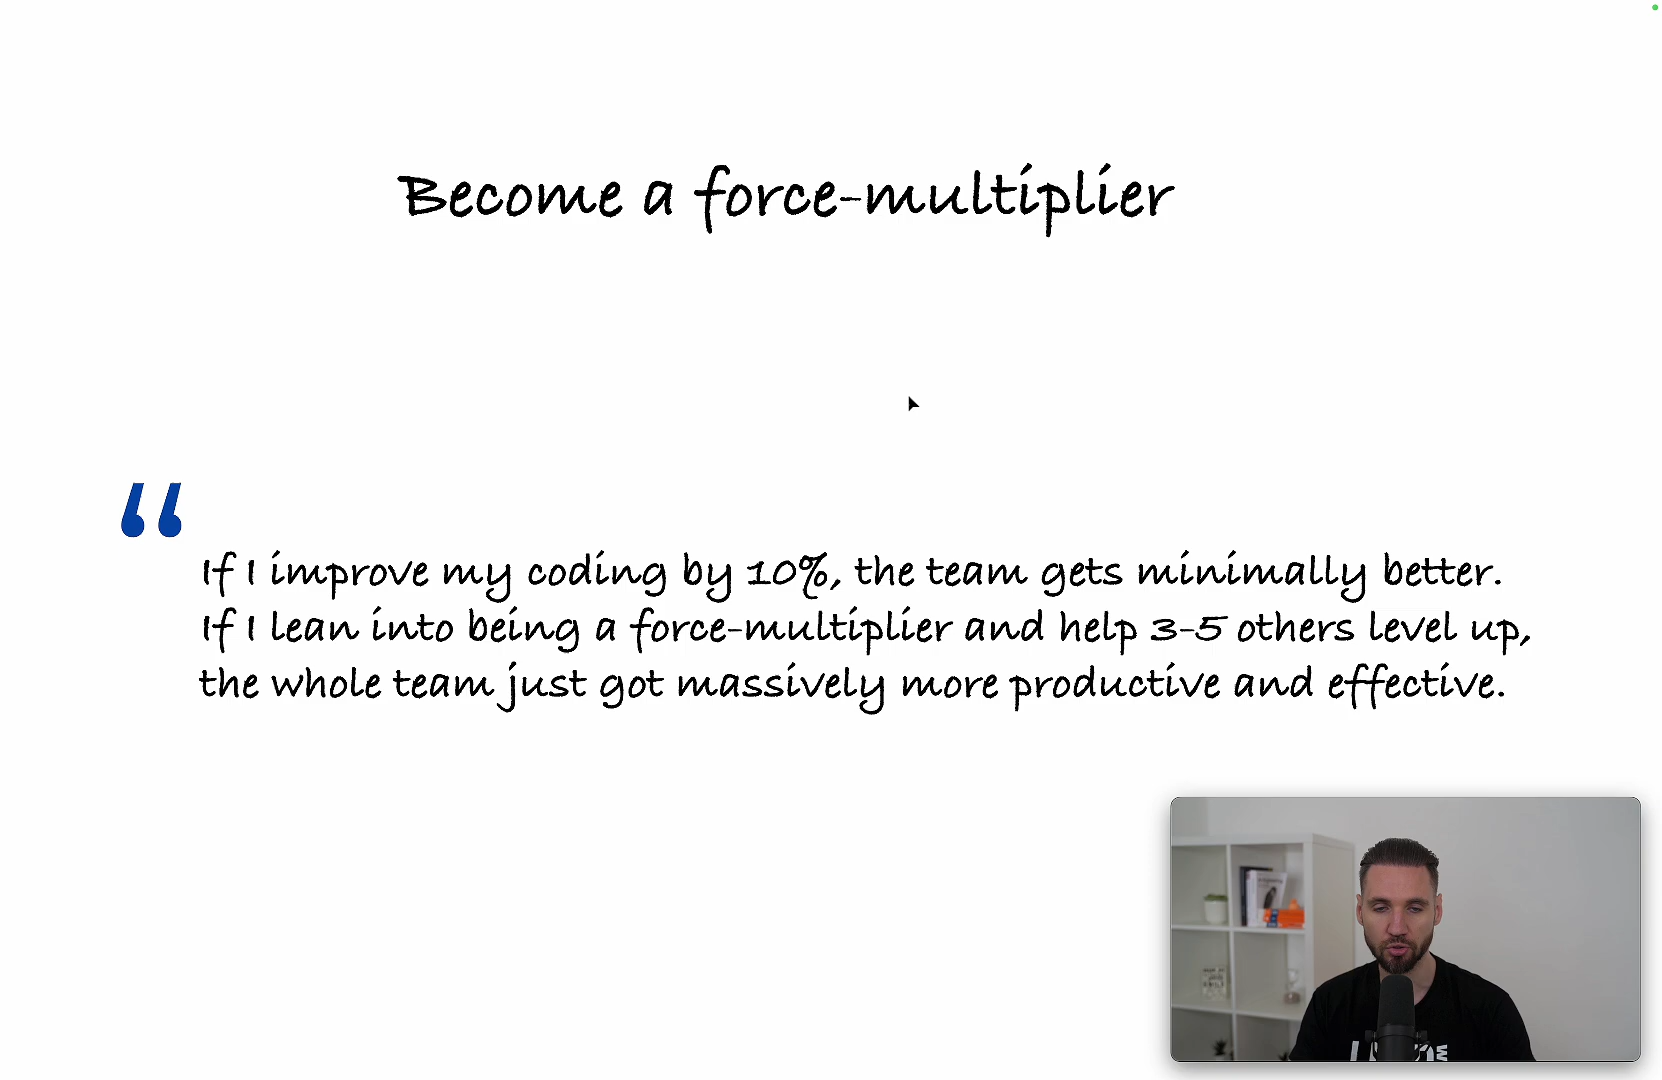 Become a force-multiplier
“
If I improve my coding by 10%, the team gets minimally better.
If I lean into being a force-multiplier and help 3-5 others level up,
the whole team just got massively more productive and effective.